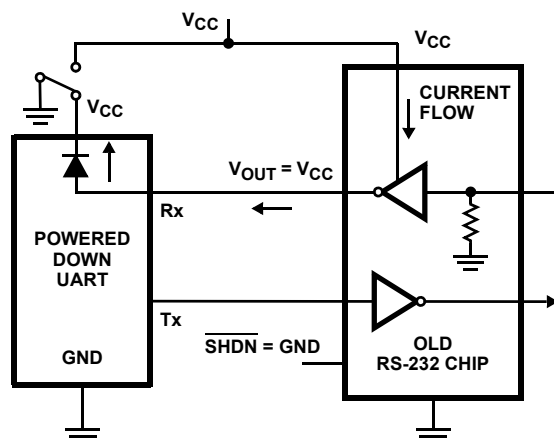 VCC
VCC
VCC
CURRENT
FLOW
VOUT = VCC
Rx
POWERED
DOWN
UART
Tx
SHDN = GND
GND
OLD
RS-232 CHIP